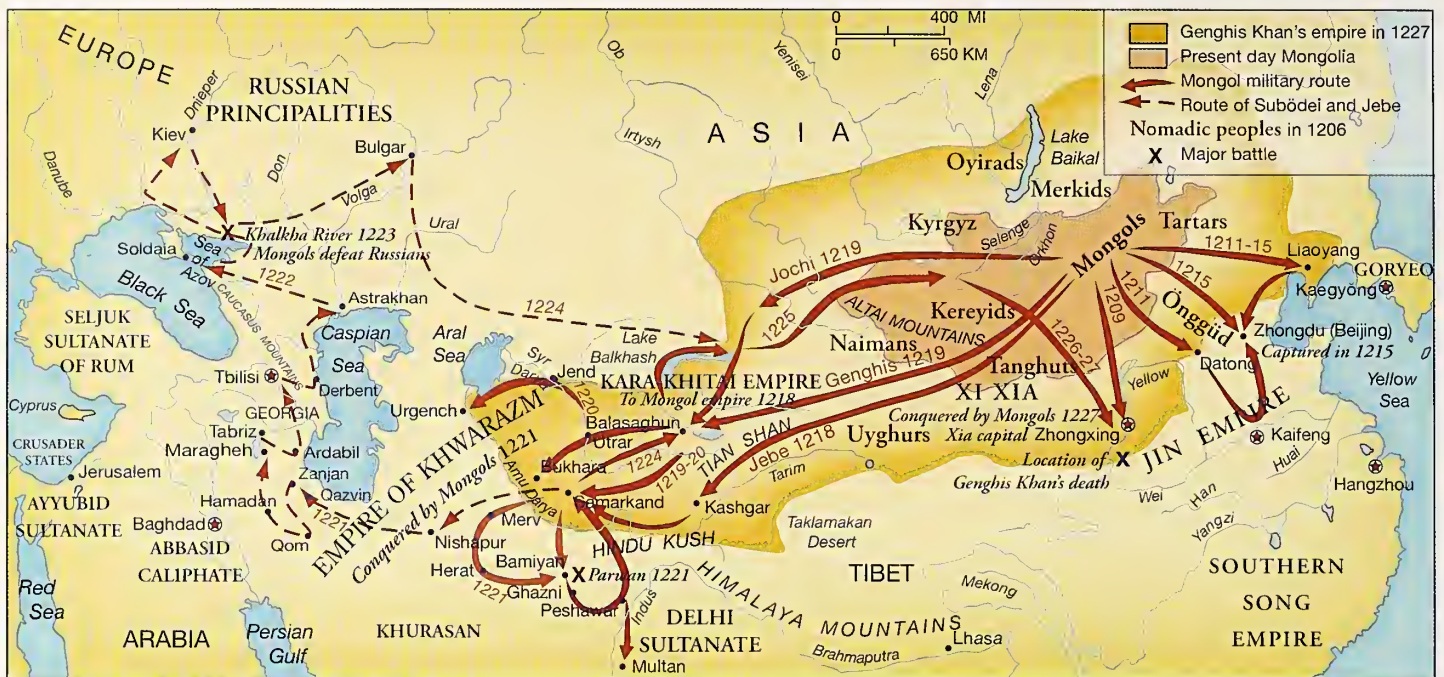 0 400 MI
0 650 KM
Genghis Khan's empire in 1227
Present day Mongolia
Mongol military route
Route of Subödei and Jebe
Nomadic peoples in 1206
X Major battle
EUROPE
Dnieper
RUSSIAN
PRINCIPALITIES
Kiev
Danube
Don
Bulgar
Volga
Ural
Ob
Yenisei
Lena
Irtysh
ASIA
Oyirads
Lake
Baikal
Merkids
Kyrgyz
Selenge
Orkhon
Mongols
Tartars
1211-15
Liaoyang
1215
GORYEO
Kaegyŏng
X Khalkha River 1223
Mongols defeat Russians
Soldaia
Sea
of
Azov
1222
Black Sea
CAUCASUS MOUNTAINS
Astrakhan
Caspian
Sea
Derbent
SELJUK
SULTANATE
OF RUM
Tbilisi
GEORGIA
Tabriz
Maragheh
Ardabil
Zanjan
Qazvin
Hamadan
1221
Qom
Cyprus
CRUSADER
STATES
Jerusalem
AYYUBID
SULTANATE
Baghdad
ABBASID
CALIPHATE
Red
Sea
ARABIA
Persian
Gulf
1224
Aral
Sea
Syr
Dar
Jend
Urgench
1220
Lake
Balkhash
Jochi 1219
1225
ALTAI MOUNTAINS
Kereyids
Naimans
Genghis 1219
KARA KHITAI EMPIRE
To Mongol empire 1218
Balasaghun
Utrar
Bukhara
1224
1219-20
TIAN SHAN
Jebe 1218
Uyghurs
Tarim
Samarkand
Kashgar
Amu Darya
EMPIRE OF KHWARAZM
Conquered by Mongols 1221
Merv
Nishapur
Herat
1221
Bamiyan
X Parwan 1221
Ghazni
Peshawar
Indus
HINDU KUSH
Taklamakan
Desert
KHURASAN
DELHI
SULTANATE
Multan
HIMALAYA MOUNTAINS
TIBET
Mekong
Lhasa
Brahmaputra
1211
1209
1226-27
Önggüd
Zhongdu (Beijing)
Captured in 1215
Datong
Yellow
Tanghuts
XI XIA
Conquered by Mongols 1227
Xia capital Zhongxing
Location of X
Genghis Khan's death
JIN EMPIRE
Yellow
Sea
Kaifeng
Huai
Hangzhou
Wei
Han
Yangzi
SOUTHERN
SONG
EMPIRE